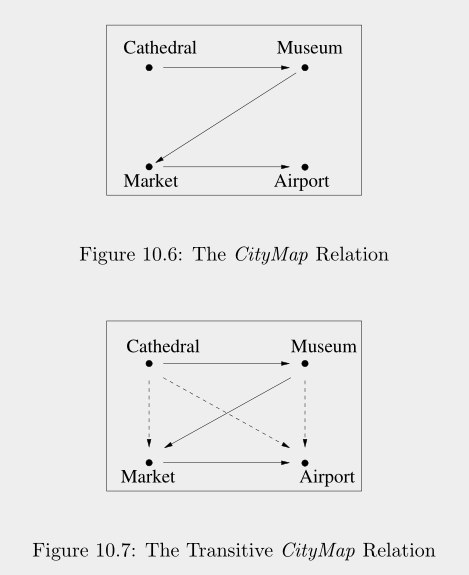 Cathedral Museum
Market Airport
Figure 10.6: The CityMap Relation
Cathedral Museum
Market Airport
Figure 10.7: The Transitive CityMap Relation